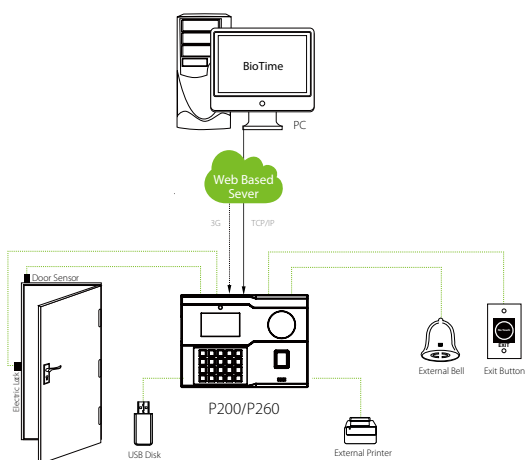 BioTime
PC
Web Based
Sever
3G
TCP/IP
Door Sensor
Electric Lock
External Bell
EXIT
Exit Button
P200/P260
USB Disk
External Printer